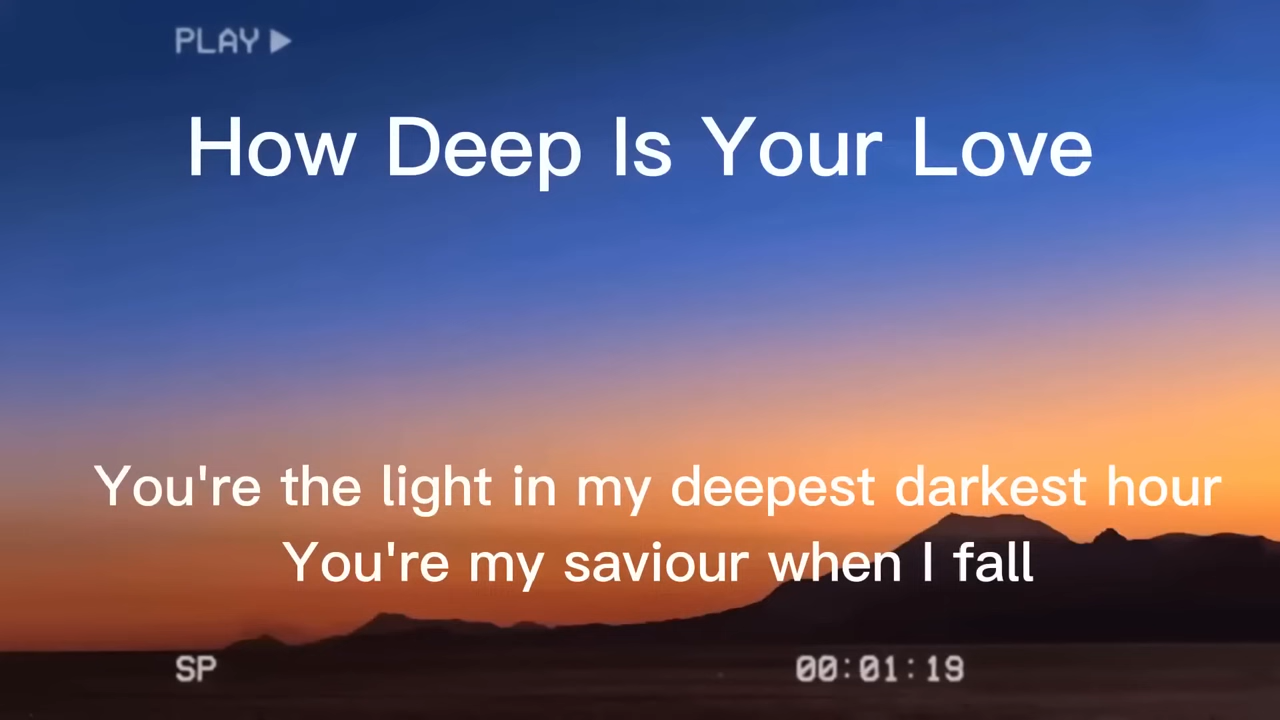 PLAY ▶
How Deep Is Your Love
You're the light in my deepest darkest hour
You're my saviour when I fall
SP 00:01:19